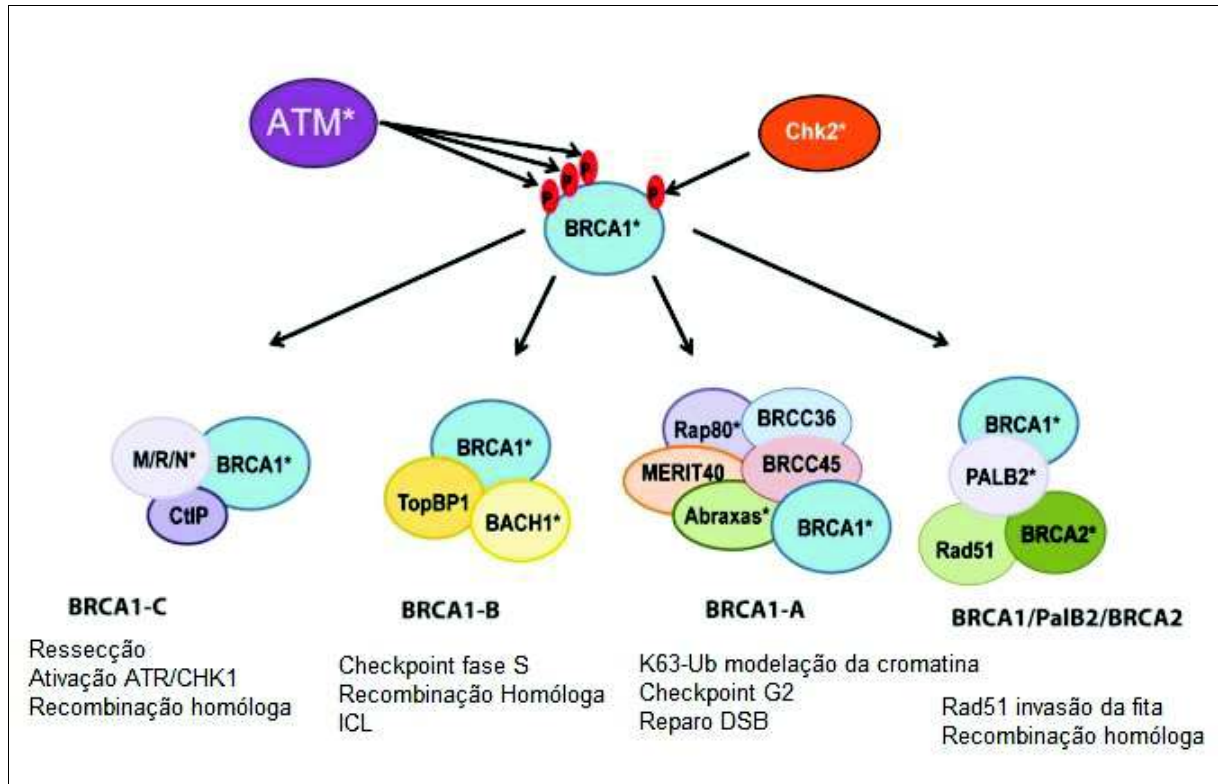 ATM*
Chk2*
P
P
P
P
BRCA1*
M/R/N*
BRCA1*
CtIP
BRCA1*
TopBP1
BACH1*
Rap80*
BRCC36
MERIT40
BRCC45
Abraxas*
BRCA1*
BRCA1*
PALB2*
Rad51
BRCA2*
BRCA1-C
Ressecção
Ativação ATR/CHK1
Recombinação homóloga
BRCA1-B
Checkpoint fase S
Recombinação Homóloga
ICL
BRCA1-A
K63-Ub modelação da cromatina
Checkpoint G2
Reparo DSB
BRCA1/PalB2/BRCA2
Rad51 invasão da fita
Recombinação homóloga